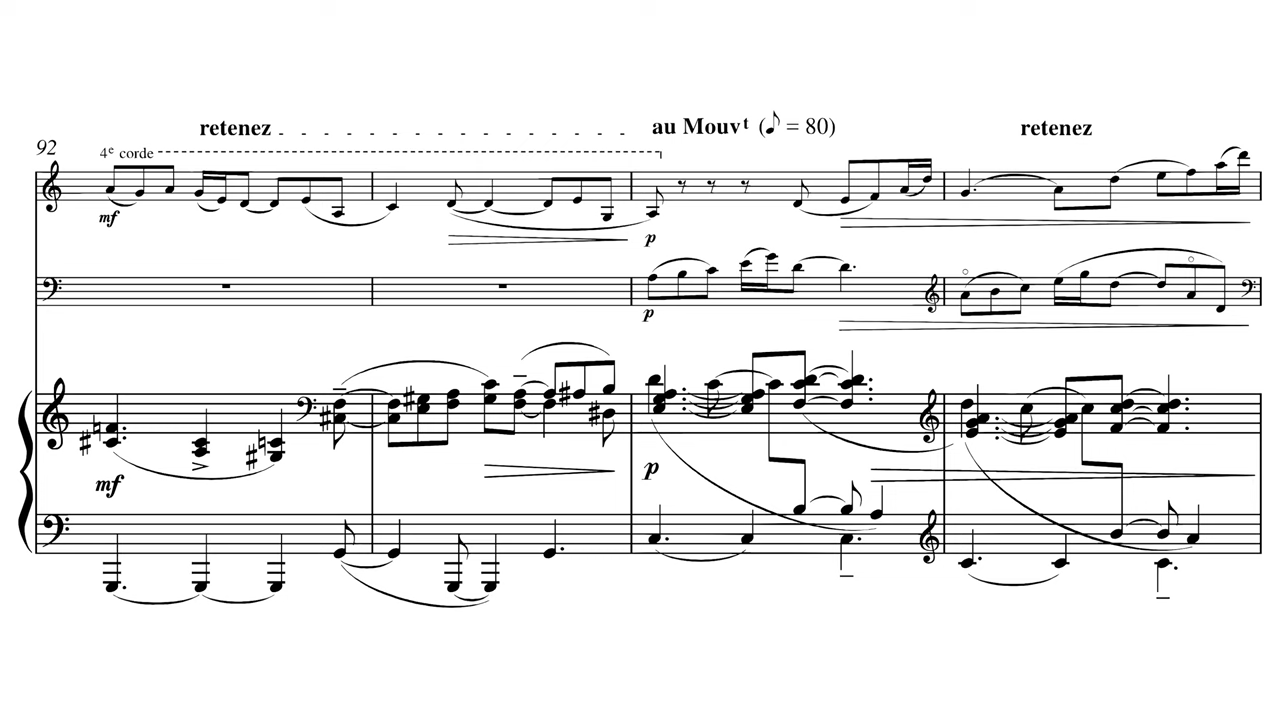 retenez au Mouvt (♪ = 80) retenez
92
4e corde
mf
p
p
mf p